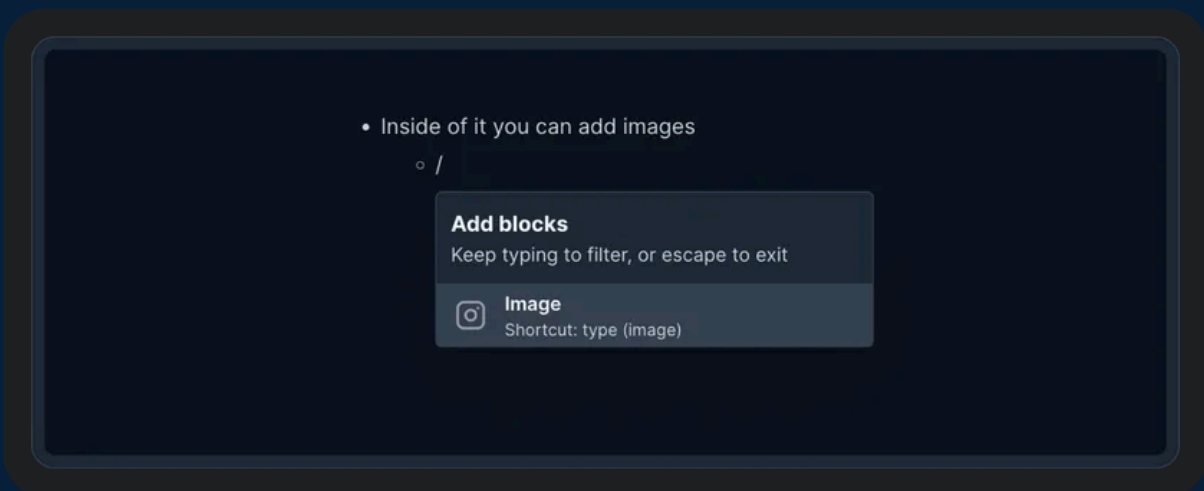 • Inside of it you can add images
○ /
Add blocks
Keep typing to filter, or escape to exit
Image
Shortcut: type (image)